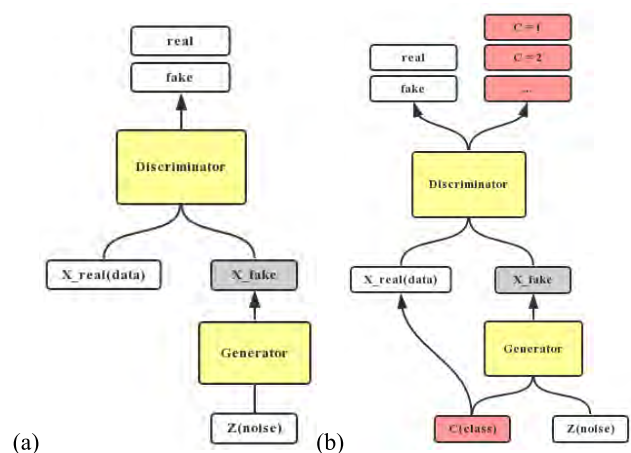 real
fake
Discriminator
X_real(data)
X_fake
Generator
Z(noise)
(a)
C = 1
C = 2
...
real
fake
Discriminator
X_real(data)
X_fake
Generator
C(class)
Z(noise)
(b)